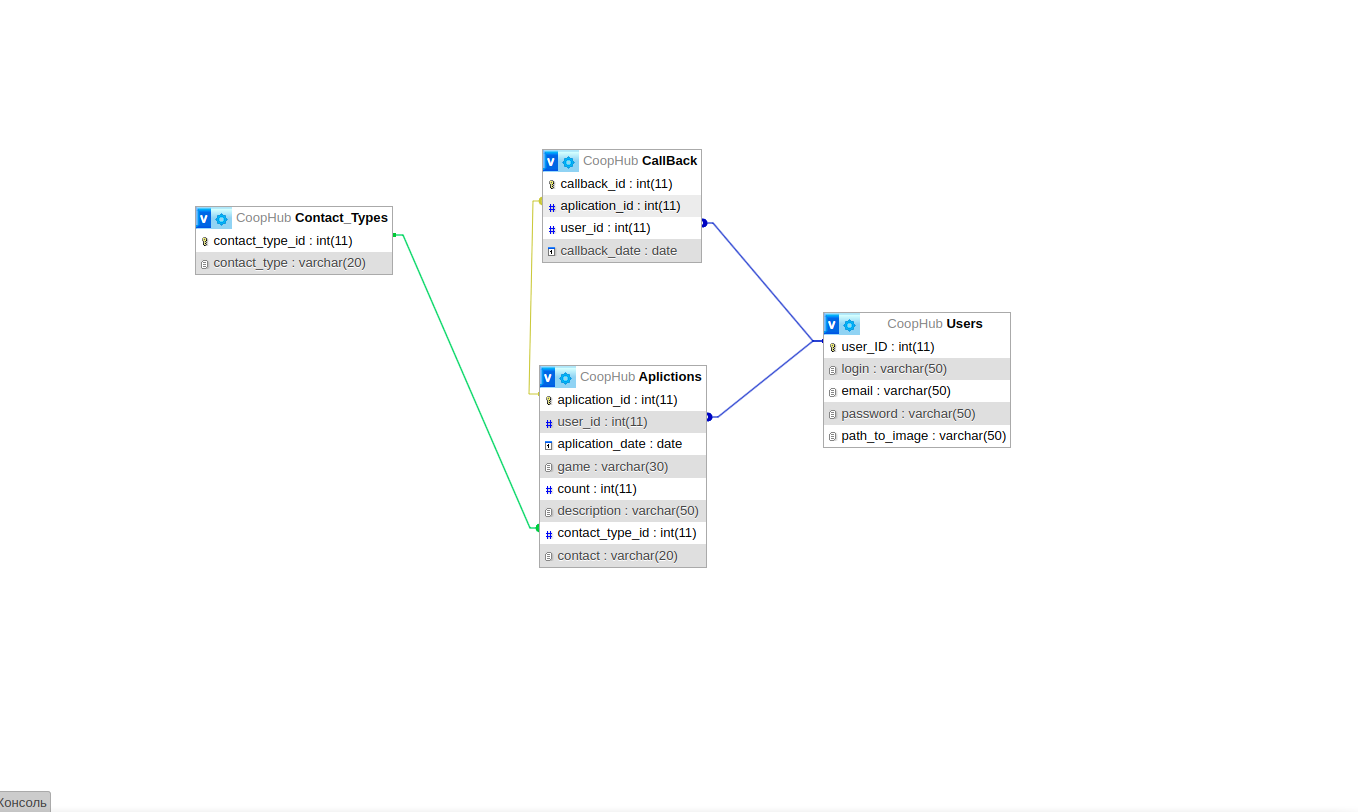 CoopHub Contact_Types
contact_type_id : int(11)
contact_type : varchar(20)
CoopHub CallBack
callback_id : int(11)
aplication_id : int(11)
user_id : int(11)
callback_date : date
CoopHub Aplictions
aplication_id : int(11)
user_id : int(11)
aplication_date : date
game : varchar(30)
count : int(11)
description : varchar(50)
contact_type_id : int(11)
contact : varchar(20)
CoopHub Users
user_ID : int(11)
login : varchar(50)
email : varchar(50)
password : varchar(50)
path_to_image : varchar(50)
Консоль